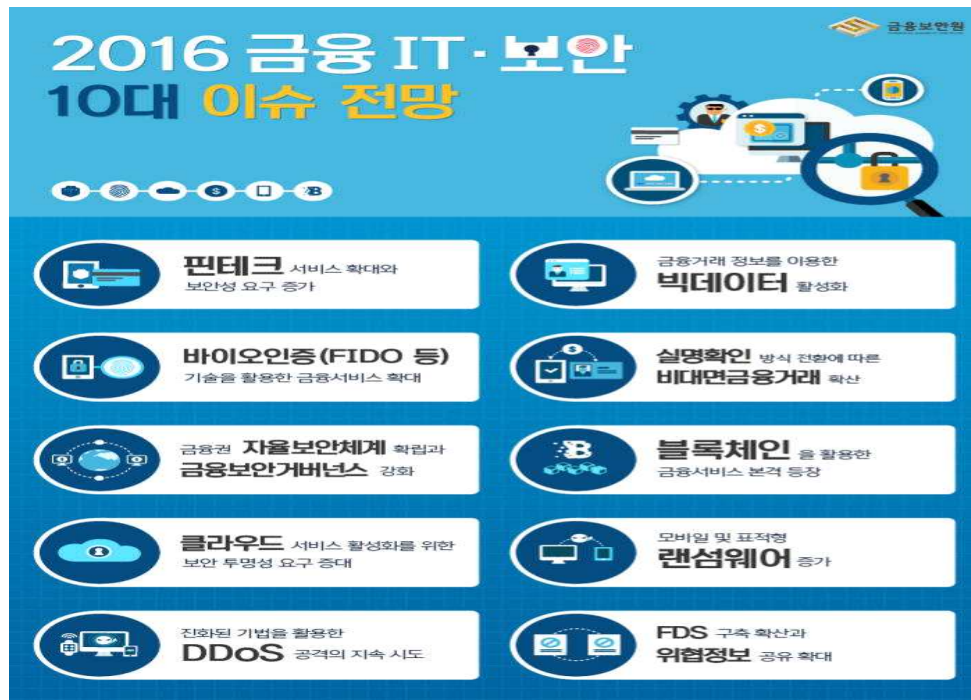 금융보안원
2016 금융 IT·보안
10대 이슈 전망
핀테크 서비스 확대와
보안성 요구 증가
금융거래 정보를 이용한
빅데이터 활성화
바이오인증(FIDO 등)
기술을 활용한 금융서비스 확대
실명확인 방식 전환에 따른
비대면금융거래 확산
금융권 자율보안체계 확립과
금융보안거버넌스 강화
블록체인을 활용한
금융서비스 본격 등장
클라우드 서비스 활성화를 위한
보안 투명성 요구 증대
모바일 및 표적형
랜섬웨어 증가
진화된 기법을 활용한
DDoS 공격의 지속 시도
FDS 구축 확산과
위협정보 공유 확대